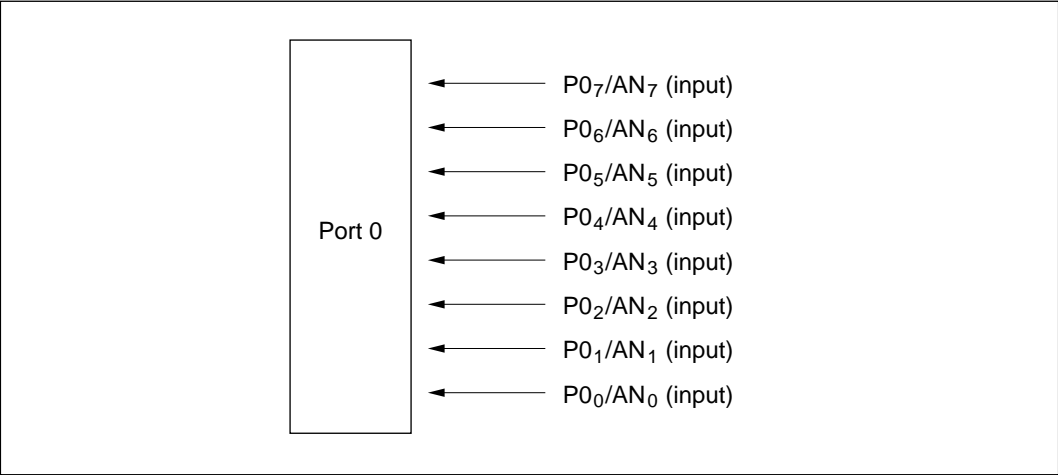 P0₇/AN₇ (input)
P0₆/AN₆ (input)
P0₅/AN₅ (input)
P0₄/AN₄ (input)
Port 0
P0₃/AN₃ (input)
P0₂/AN₂ (input)
P0₁/AN₁ (input)
P0₀/AN₀ (input)